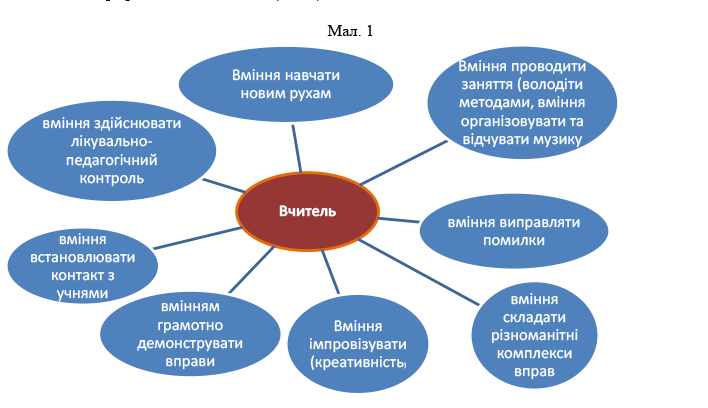 Мал. 1
Вміння навчати
новим рухам
Вміння проводити
заняття (володіти
методами, вміння
організовувати та
відчувати музику
вміння здійснювати
лікувально-
педагогічний
контроль
Вчитель
вміння виправляти
помилки
вміння
встановлювати
контакт з
учнями
вмінням
грамотно
демонструвати
вправи
Вміння
імпровізувати
(креативність)
вміння
складати
різноманітні
комплекси
вправ